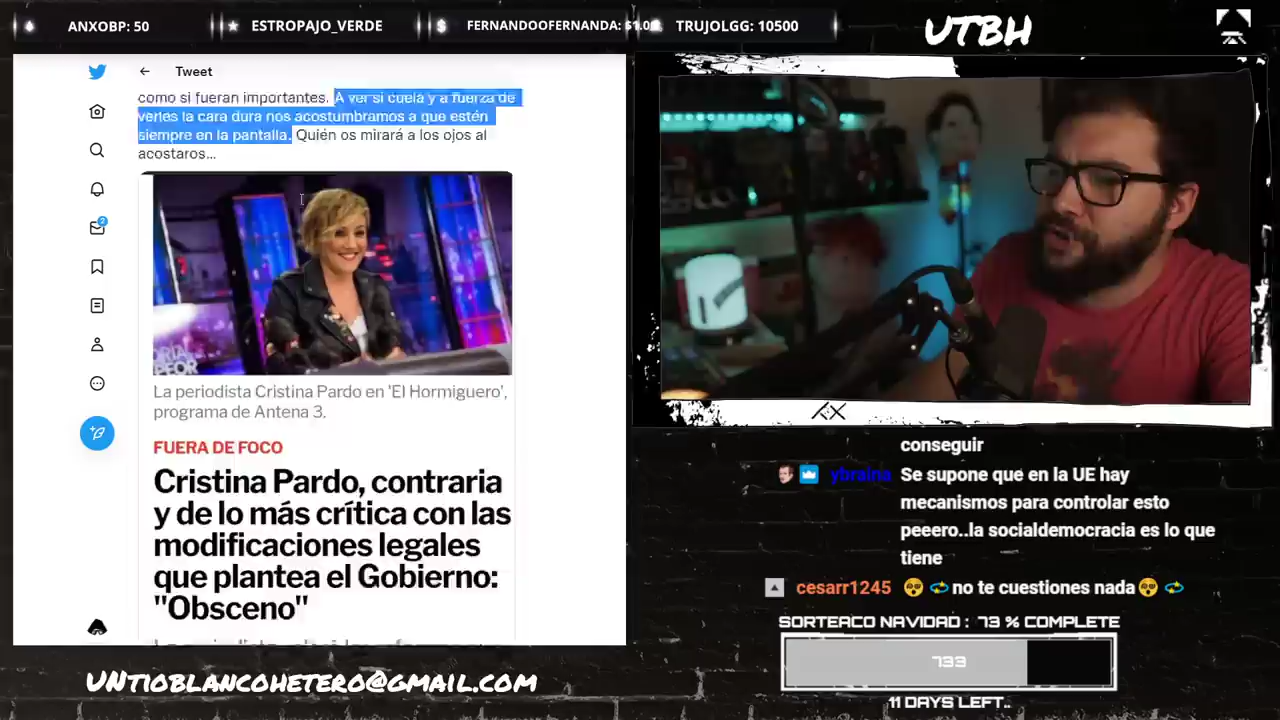 ANXOBP: 50
ESTROPAJO_VERDE
FERNANDOOFERNANDA: $1.0
TRUJOLGG: 10500
UTBH
Tweet
como si fueran importantes. A ver si cuela y a fuerza de
verles la cara dura nos acostumbramos a que estén
siempre en la pantalla. Quién os mirará a los ojos al
acostaros...
2
La periodista Cristina Pardo en 'El Hormiguero',
programa de Antena 3.
FUERA DE FOCO
Cristina Pardo, contraria
y de lo más crítica con las
modificaciones legales
que plantea el Gobierno:
"Obsceno"
conseguir
ybraina Se supone que en la UE hay
mecanismos para controlar esto
peeero..la socialdemocracia es lo que
tiene
cesarr1245 no te cuestiones nada
SORTEACO NAVIDAD : 73 % COMPLETE
733
11 DAYS LEFT..
UNTIOBLANCOHETERO@GMAIL.COM